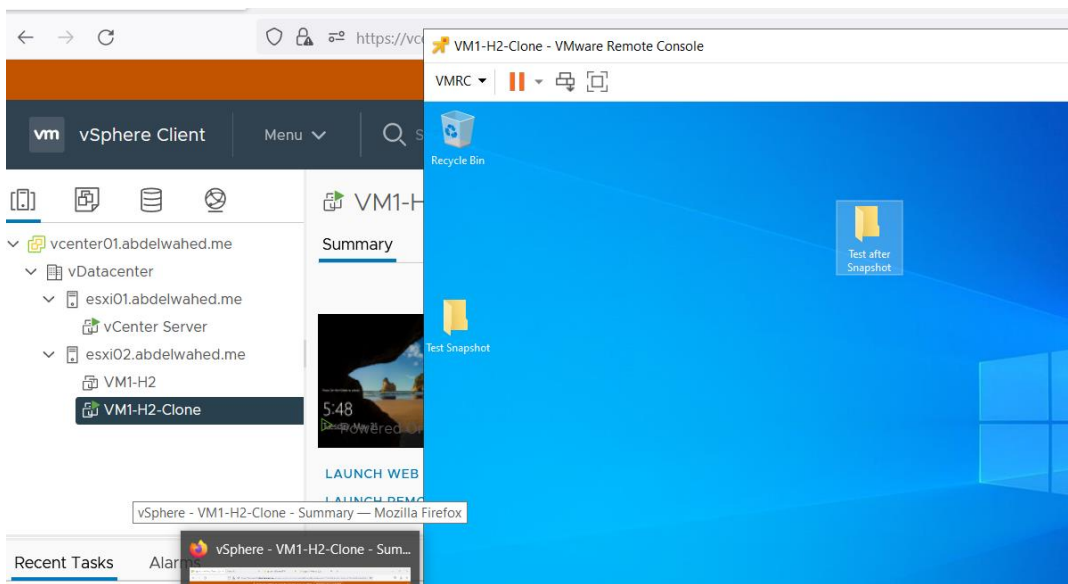 https://vc
VM1-H2-Clone - VMware Remote Console
VMRC
vm vSphere Client Menu
Recycle Bin
VM1-H
vcenter01.abdelwahed.me
Summary
vDatacenter
esxi01.abdelwahed.me
vCenter Server
esxi02.abdelwahed.me
VM1-H2
VM1-H2-Clone
Test after
Snapshot
Test Snapshot
5:48
Powered
LAUNCH WEB
LAUNCH REMO
vSphere - VM1-H2-Clone - Summary — Mozilla Firefox
vSphere - VM1-H2-Clone - Sum...
Recent Tasks Alarms